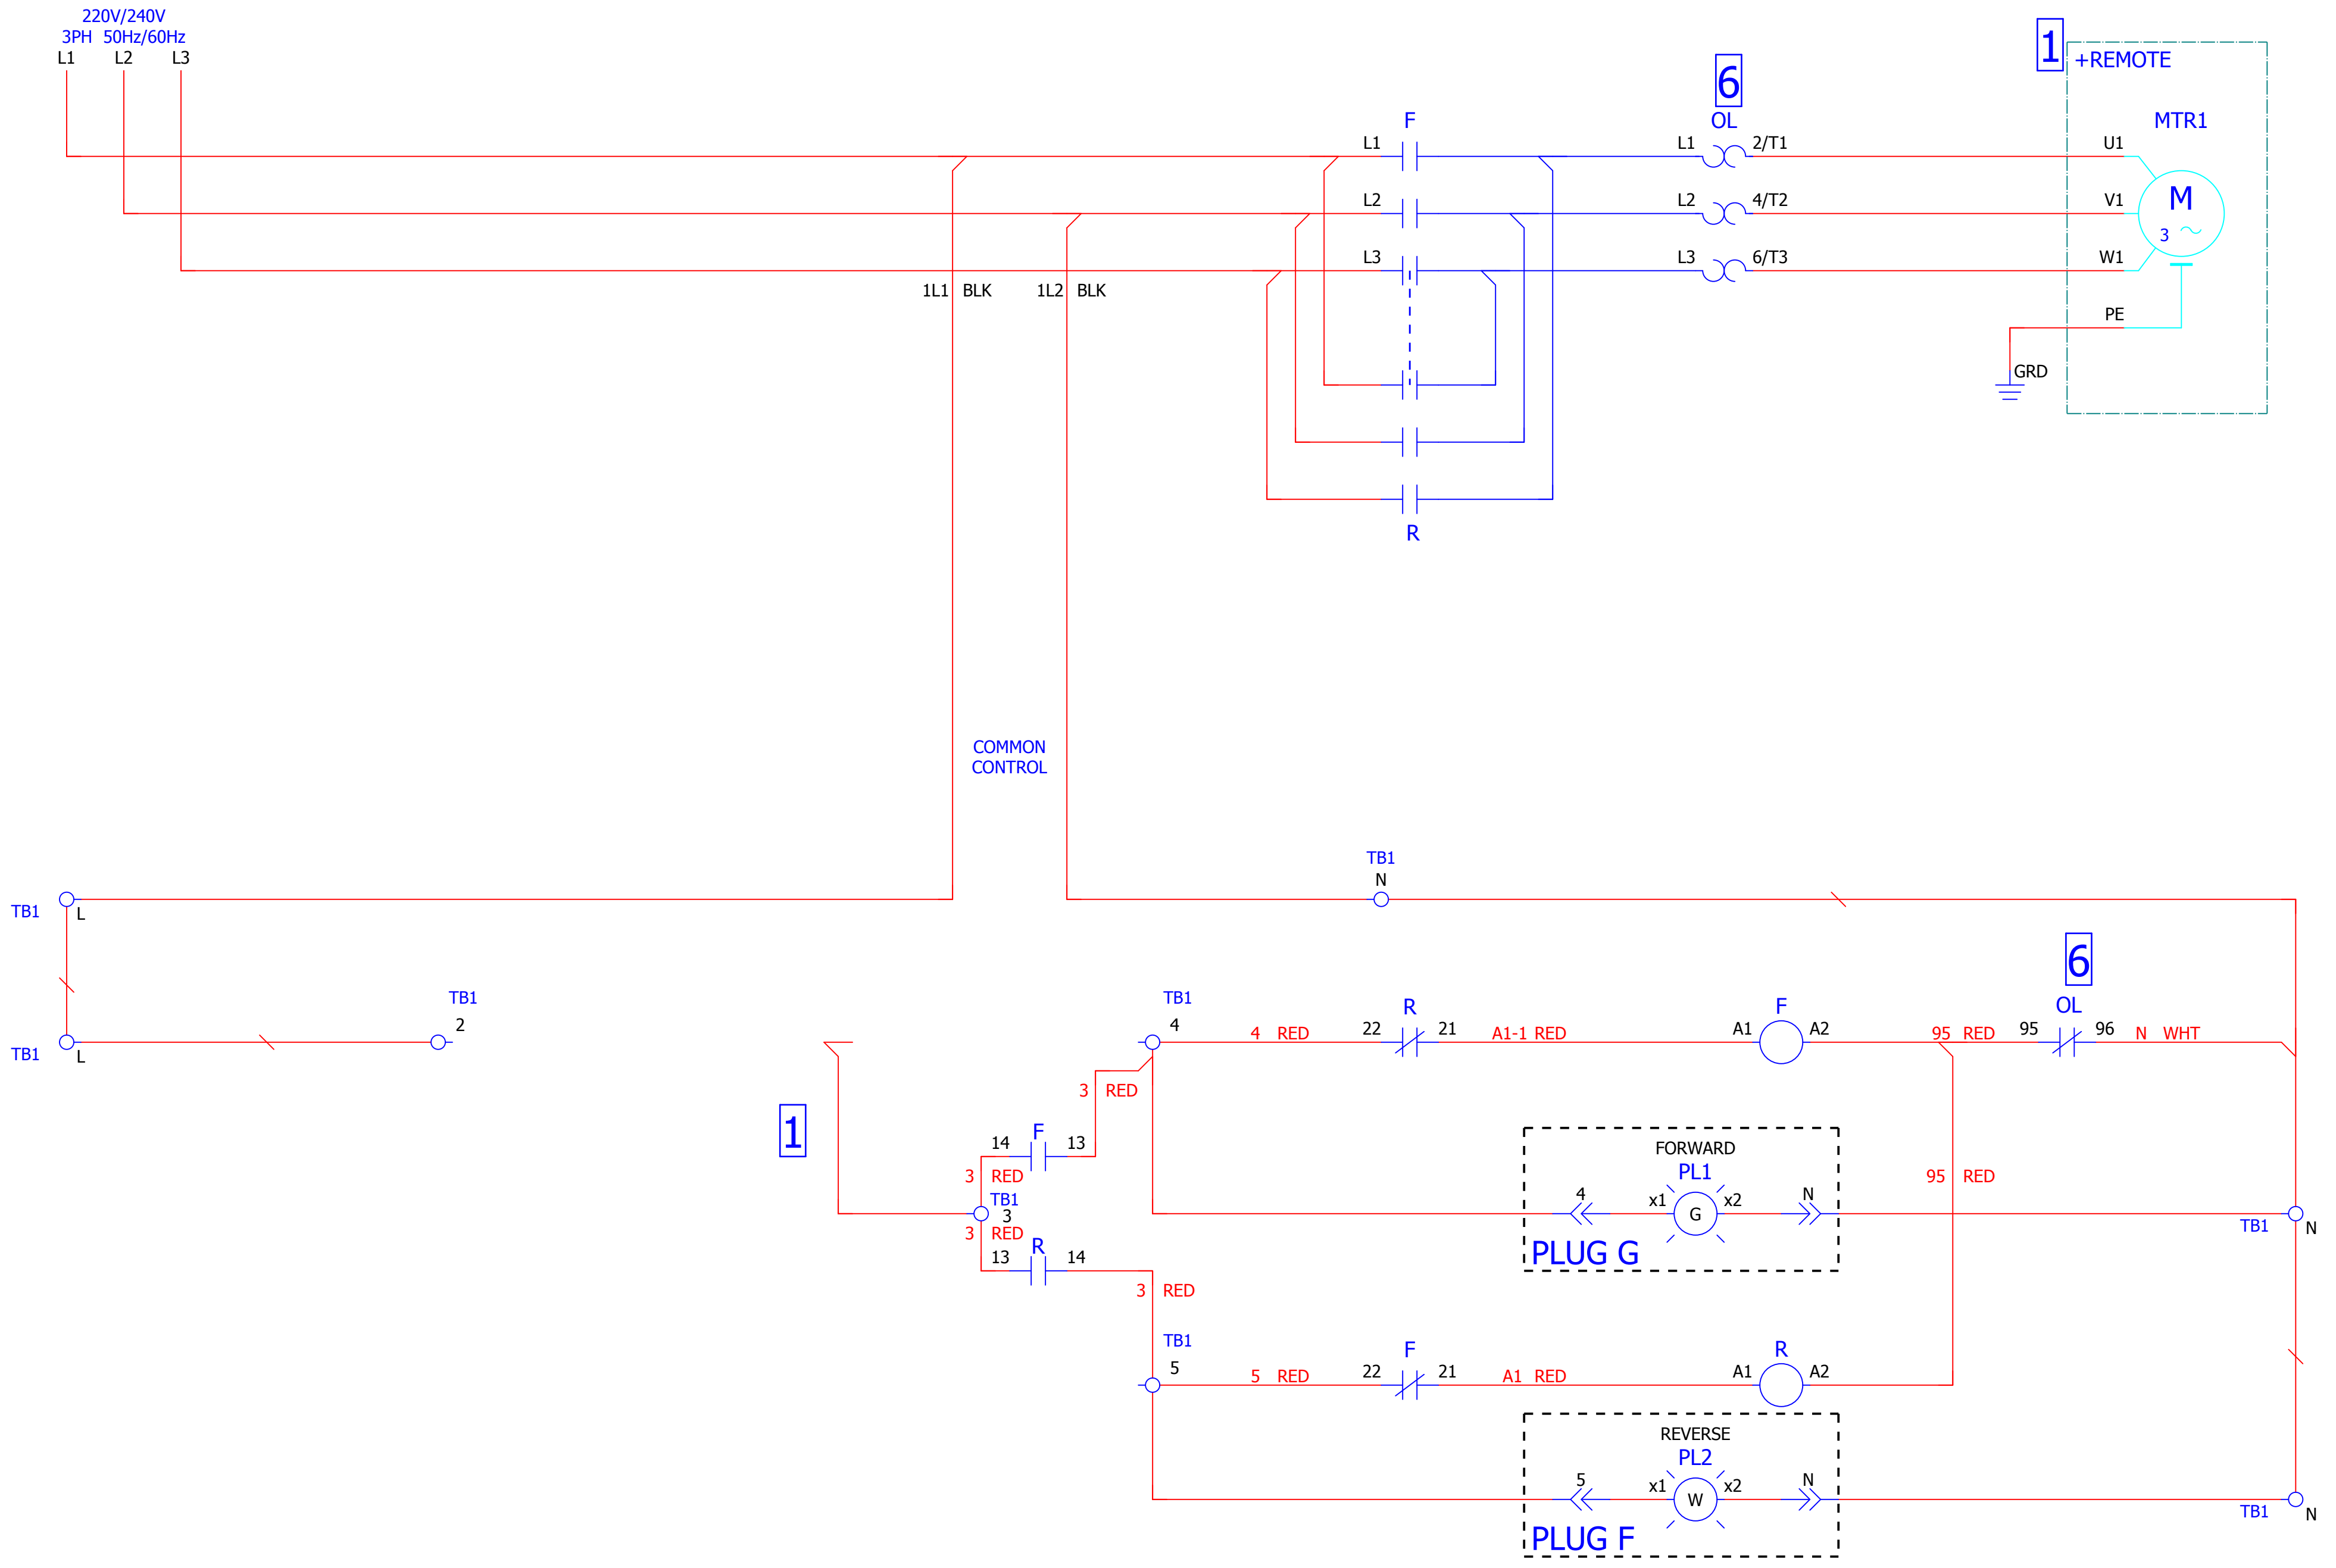 220V/240V
3PH 50Hz/60Hz
L1 L2 L3
1
+REMOTE
6
F OL MTR1
L1 L1 2/T1 U1
L2 L2 4/T2 V1
M
3
L3 L3 6/T3 W1
1L1 BLK 1L2 BLK
PE
GRD
R
COMMON
CONTROL
TB1
N
TB1 L
6
TB1 TB1 R F OL
2 4
4 RED 22 21 A1-1 RED A1 A2 95 RED 95 96 N WHT
TB1 L
3 RED
1
F
14 13
FORWARD
PL1
3 RED
95 RED
TB1
3
4 x1 G x2 N
TB1 N
3 RED
PLUG G
R
13 14
3 RED
TB1 F R
5
5 RED 22 21 A1 RED A1 A2
REVERSE
PL2
5 x1 W x2 N
TB1 N
PLUG F